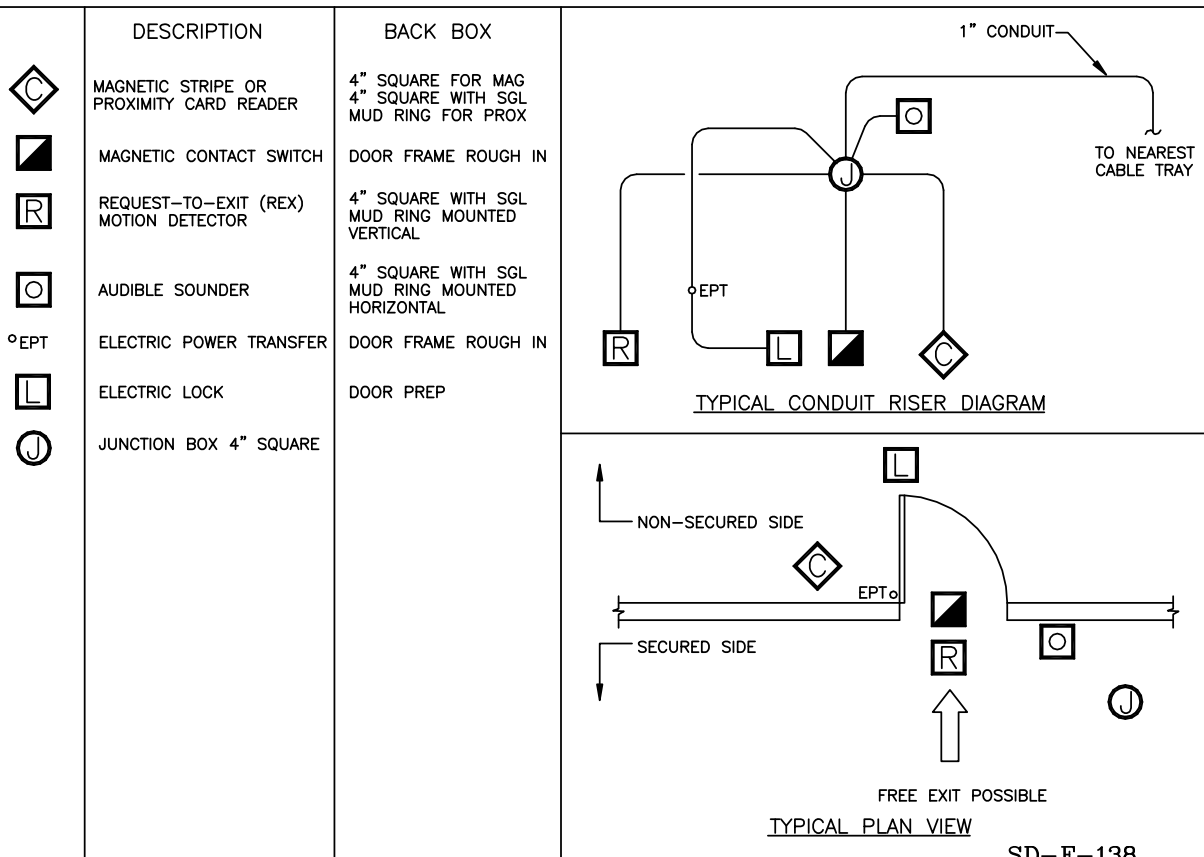 DESCRIPTION
BACK BOX
C
MAGNETIC STRIPE OR
PROXIMITY CARD READER
4" SQUARE FOR MAG
4" SQUARE WITH SGL
MUD RING FOR PROX
MAGNETIC CONTACT SWITCH
DOOR FRAME ROUGH IN
R
REQUEST-TO-EXIT (REX)
MOTION DETECTOR
4" SQUARE WITH SGL
MUD RING MOUNTED
VERTICAL
AUDIBLE SOUNDER
4" SQUARE WITH SGL
MUD RING MOUNTED
HORIZONTAL
EPT
ELECTRIC POWER TRANSFER
DOOR FRAME ROUGH IN
L
ELECTRIC LOCK
DOOR PREP
J
JUNCTION BOX 4" SQUARE
1" CONDUIT
TO NEAREST
CABLE TRAY
J
EPT
R
L
C
TYPICAL CONDUIT RISER DIAGRAM
L
NON-SECURED SIDE
C
EPT
SECURED SIDE
R
J
FREE EXIT POSSIBLE
TYPICAL PLAN VIEW
SD-E-138